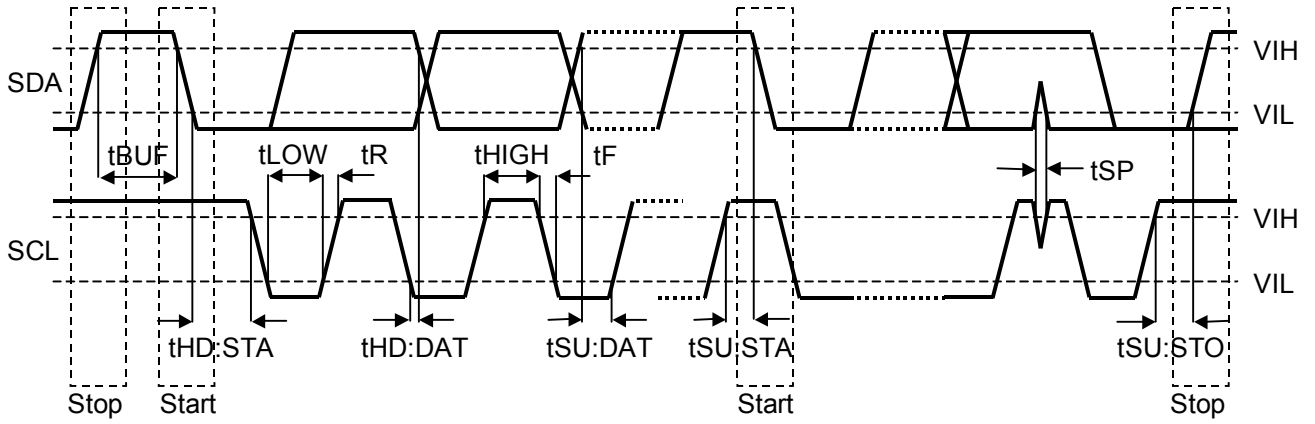 SDA
VIH
VIL
tBUF
tLOW
tR
tHIGH
tF
tSP
SCL
VIH
VIL
tHD:STA
tHD:DAT
tSU:DAT
tSU:STA
tSU:STO
Stop
Start
Start
Stop